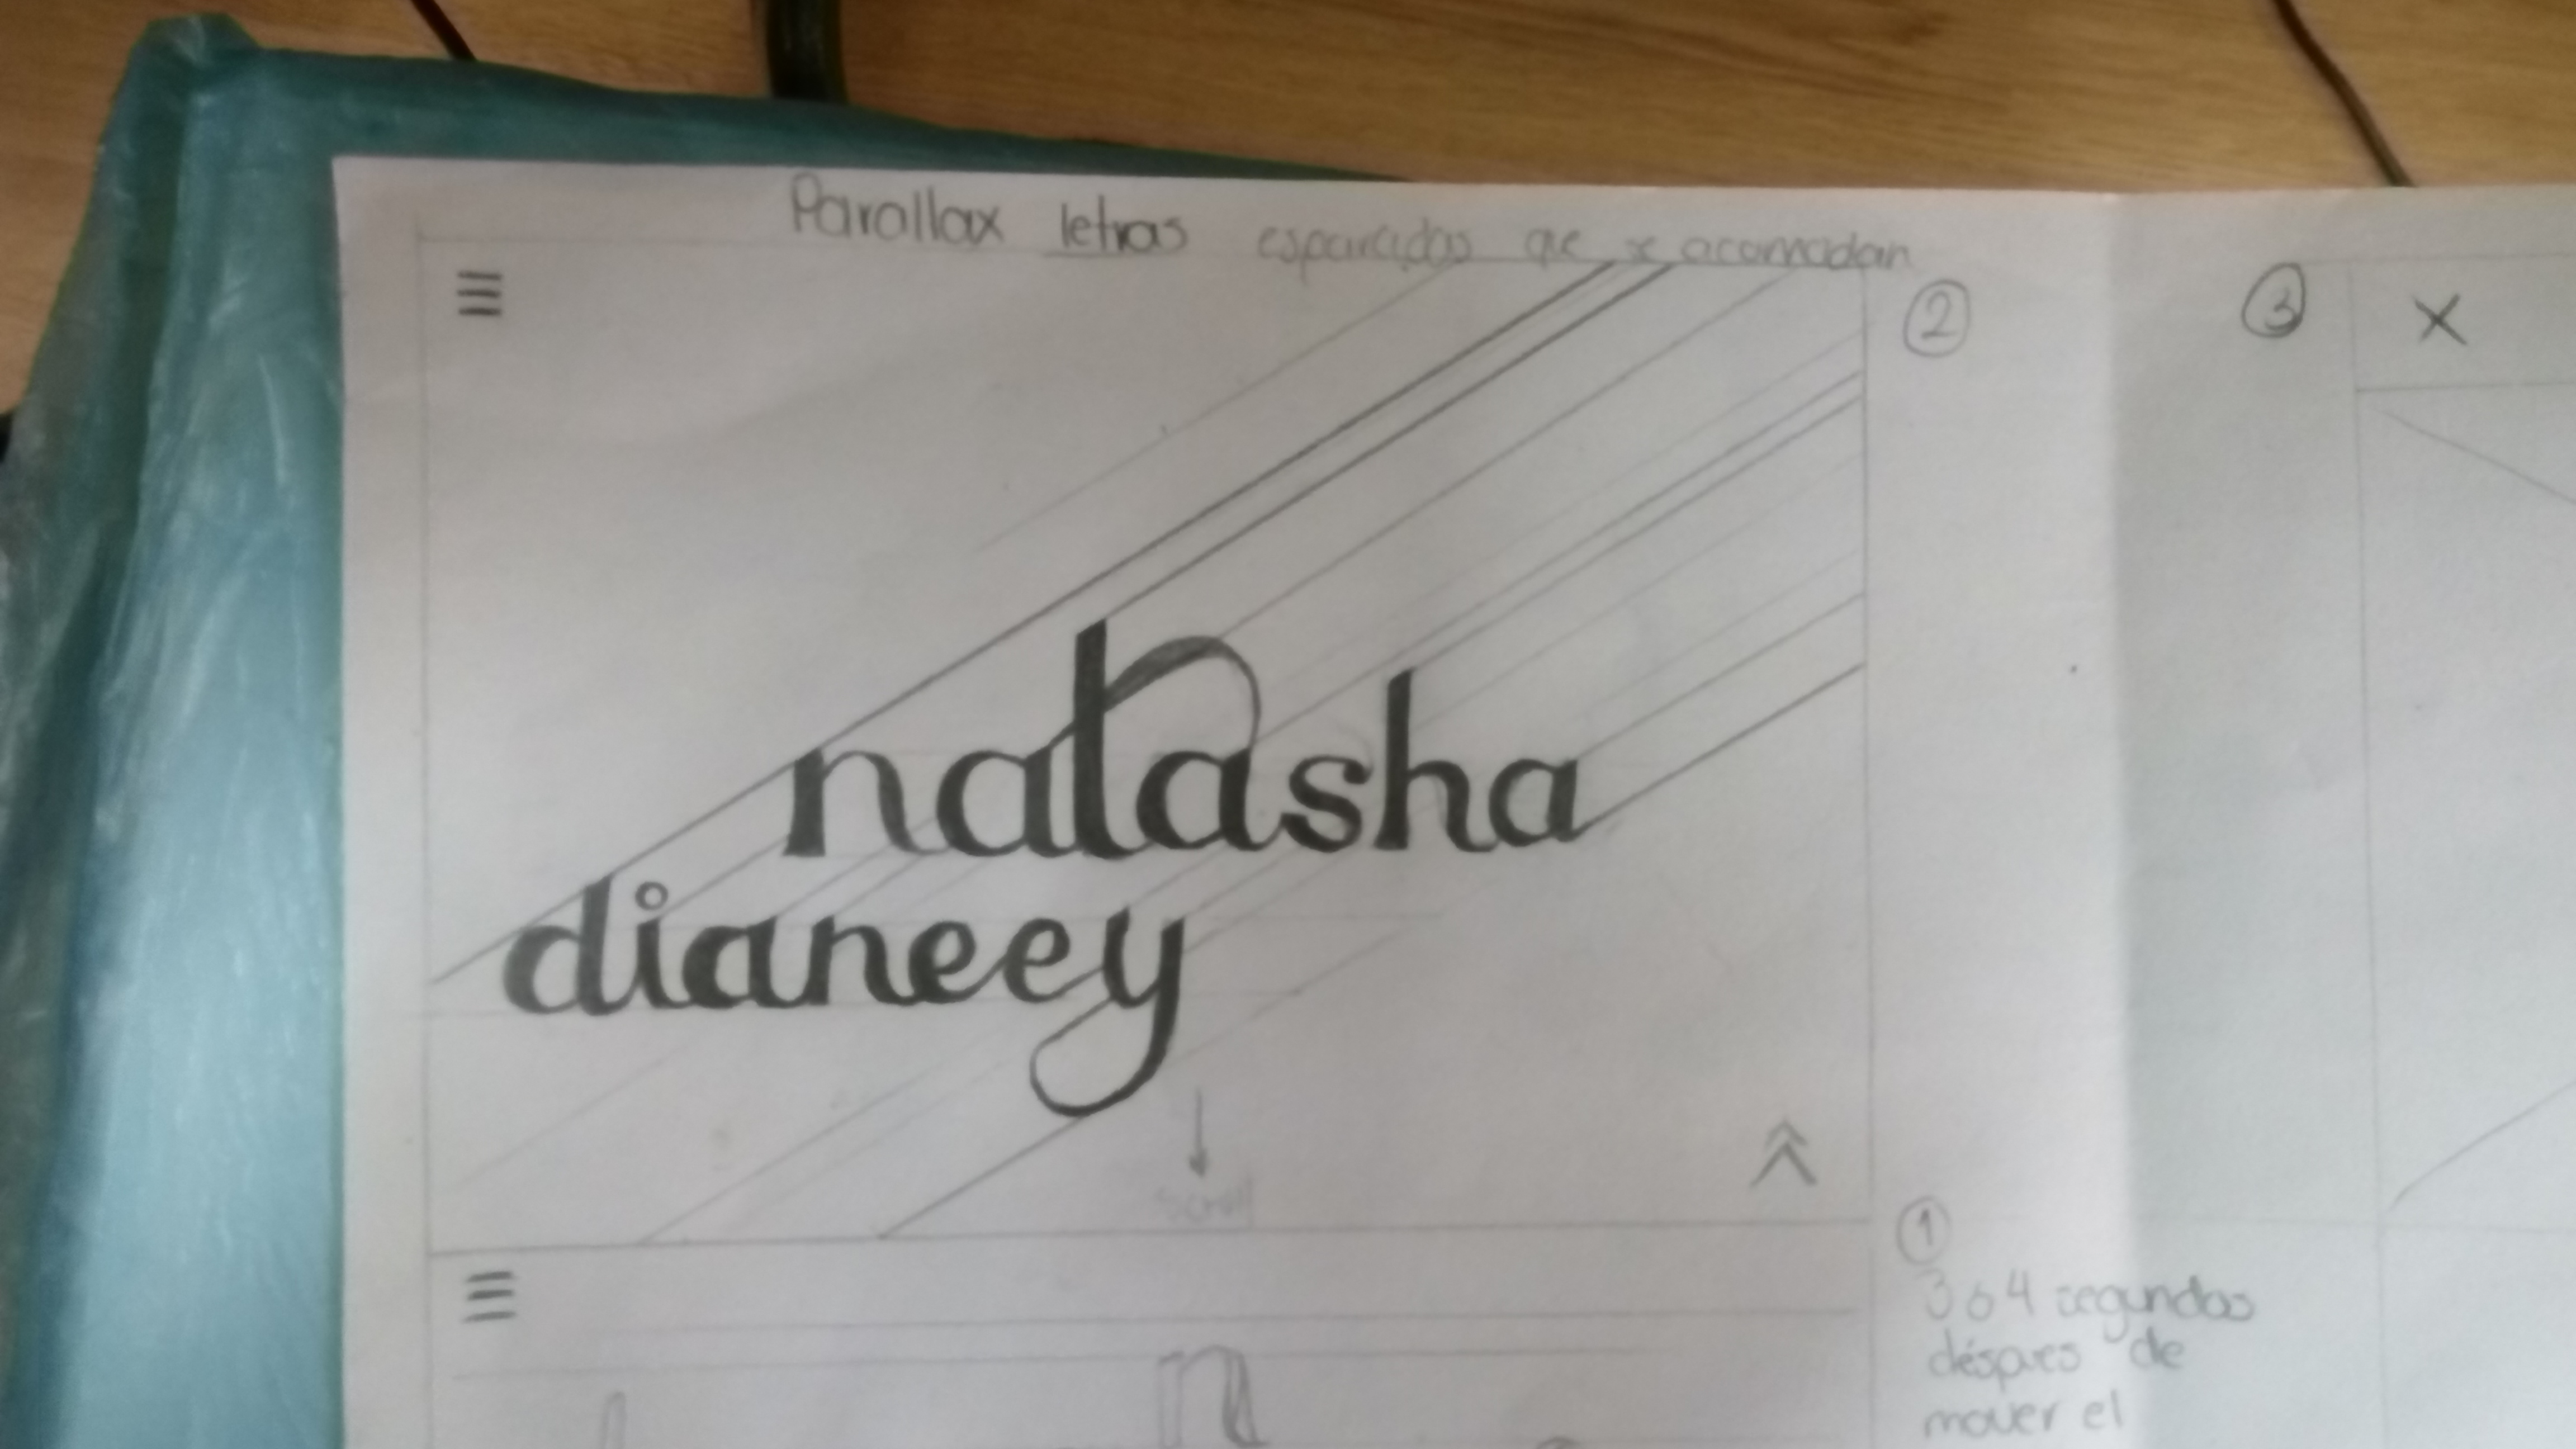 Parallax letras esparcidas que se acomodan
2
3
X
natasha
dianeey
Scroll
1
3 ó 4 segundos
déspues de
mover el
n